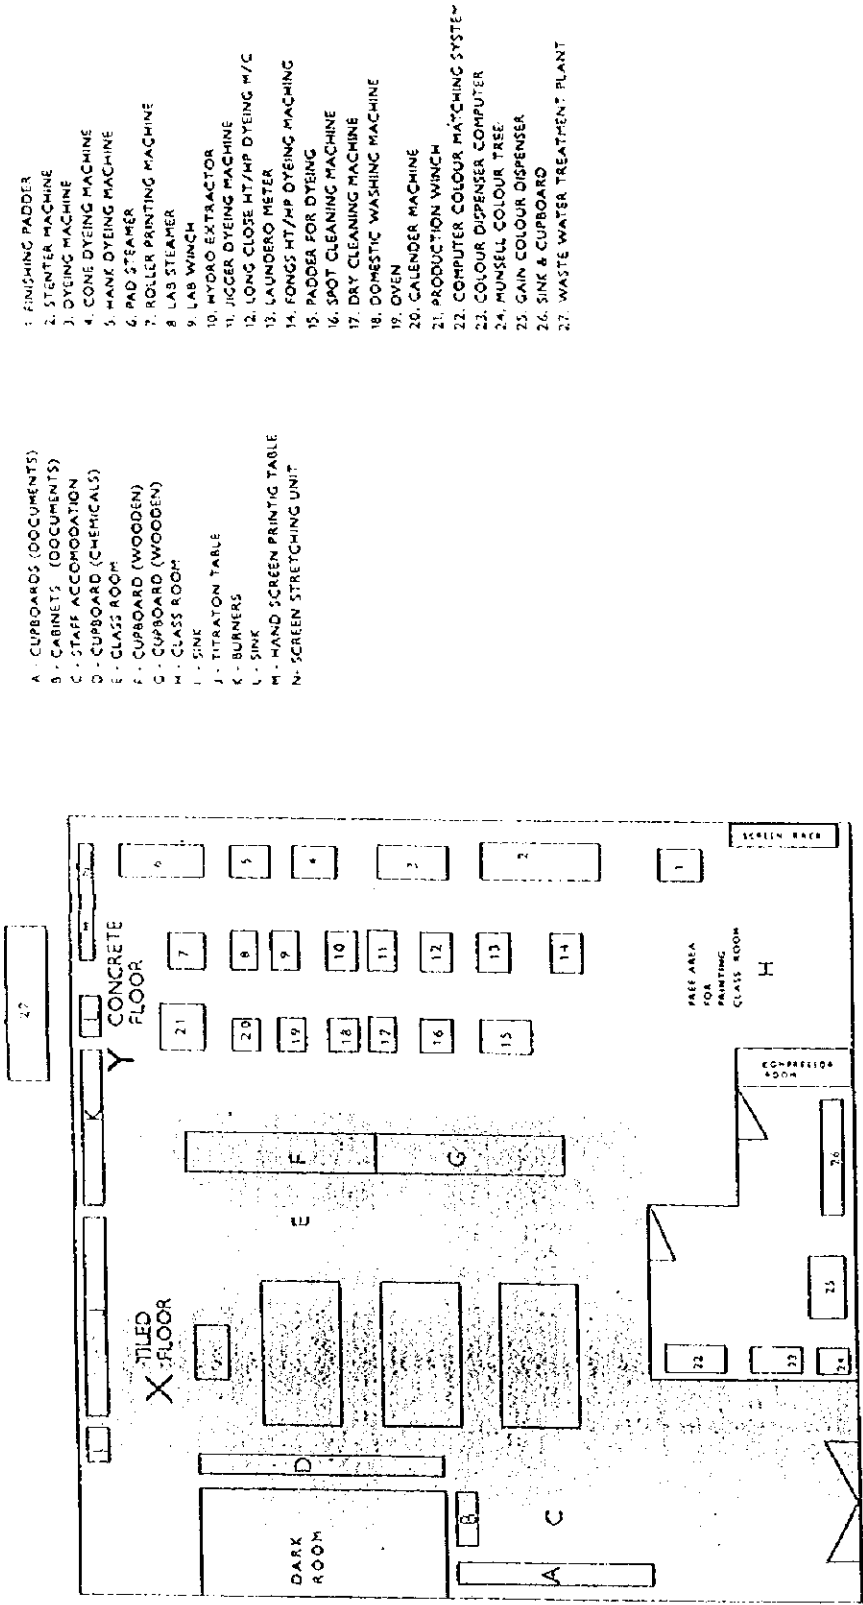 1. FINISHING PADDER
2. STENTER MACHINE
3. DYEING MACHINE
4. CONE DYEING MACHINE
5. HANK DYEING MACHINE
6. PAD STEAMER
7. ROLLER PRINTING MACHINE
8 LAB STEAMER
9. LAB WINCH
10. HYDRO EXTRACTOR
11. JIGGER DYEING MACHINE
12. LONG CLOSE HT/HP DYEING M/C
13. LAUNDERO METER
14. FONGS HT/HP DYEING MACHING
15. PADDER FOR DYEING
16. SPOT CLEANING MACHINE
17. DRY CLEANING MACHINE
18. DOMESTIC WASHING MACHINE
19. OVEN
20. CALENDER MACHINE
21. PRODUCTION WINCH
22. COMPUTER COLOUR MATCHING SYSTEM
23. COLOUR DISPENSER COMPUTER
24. MUNSELL COLOUR TREE
25. GAIN COLOUR DISPENSER
26. SINK & CUPBOARD
27. WASTE WATER TREATMENT PLANT
A - CUPBOARDS (DOCUMENTS)
B - CABINETS (DOCUMENTS)
C - STAFF ACCOMODATION
D - CUPBOARD (CHEMICALS)
E - CLASS ROOM
F - CUPBOARD (WOODEN)
G - CUPBOARD (WOODEN)
H - CLASS ROOM
I - SINK
J - TITRATON TABLE
K - BURNERS
L - SINK
M - HAND SCREEN PRINTIG TABLE
N- SCREEN STRETCHING UNIT
27
I
J
K
L
X TILED
FLOOR
Y CONCRETE
FLOOR
DARK
ROOM
D
E
F
G
B
C
A
21
20
19
18
17
16
15
7
8
9
10
11
12
13
14
6
5
4
3
2
1
22
23
24
25
26
COMPRESSOR
ROOM
FREE AREA
FOR
PRINTING
CLASS ROOM
H
SCREEN RACK